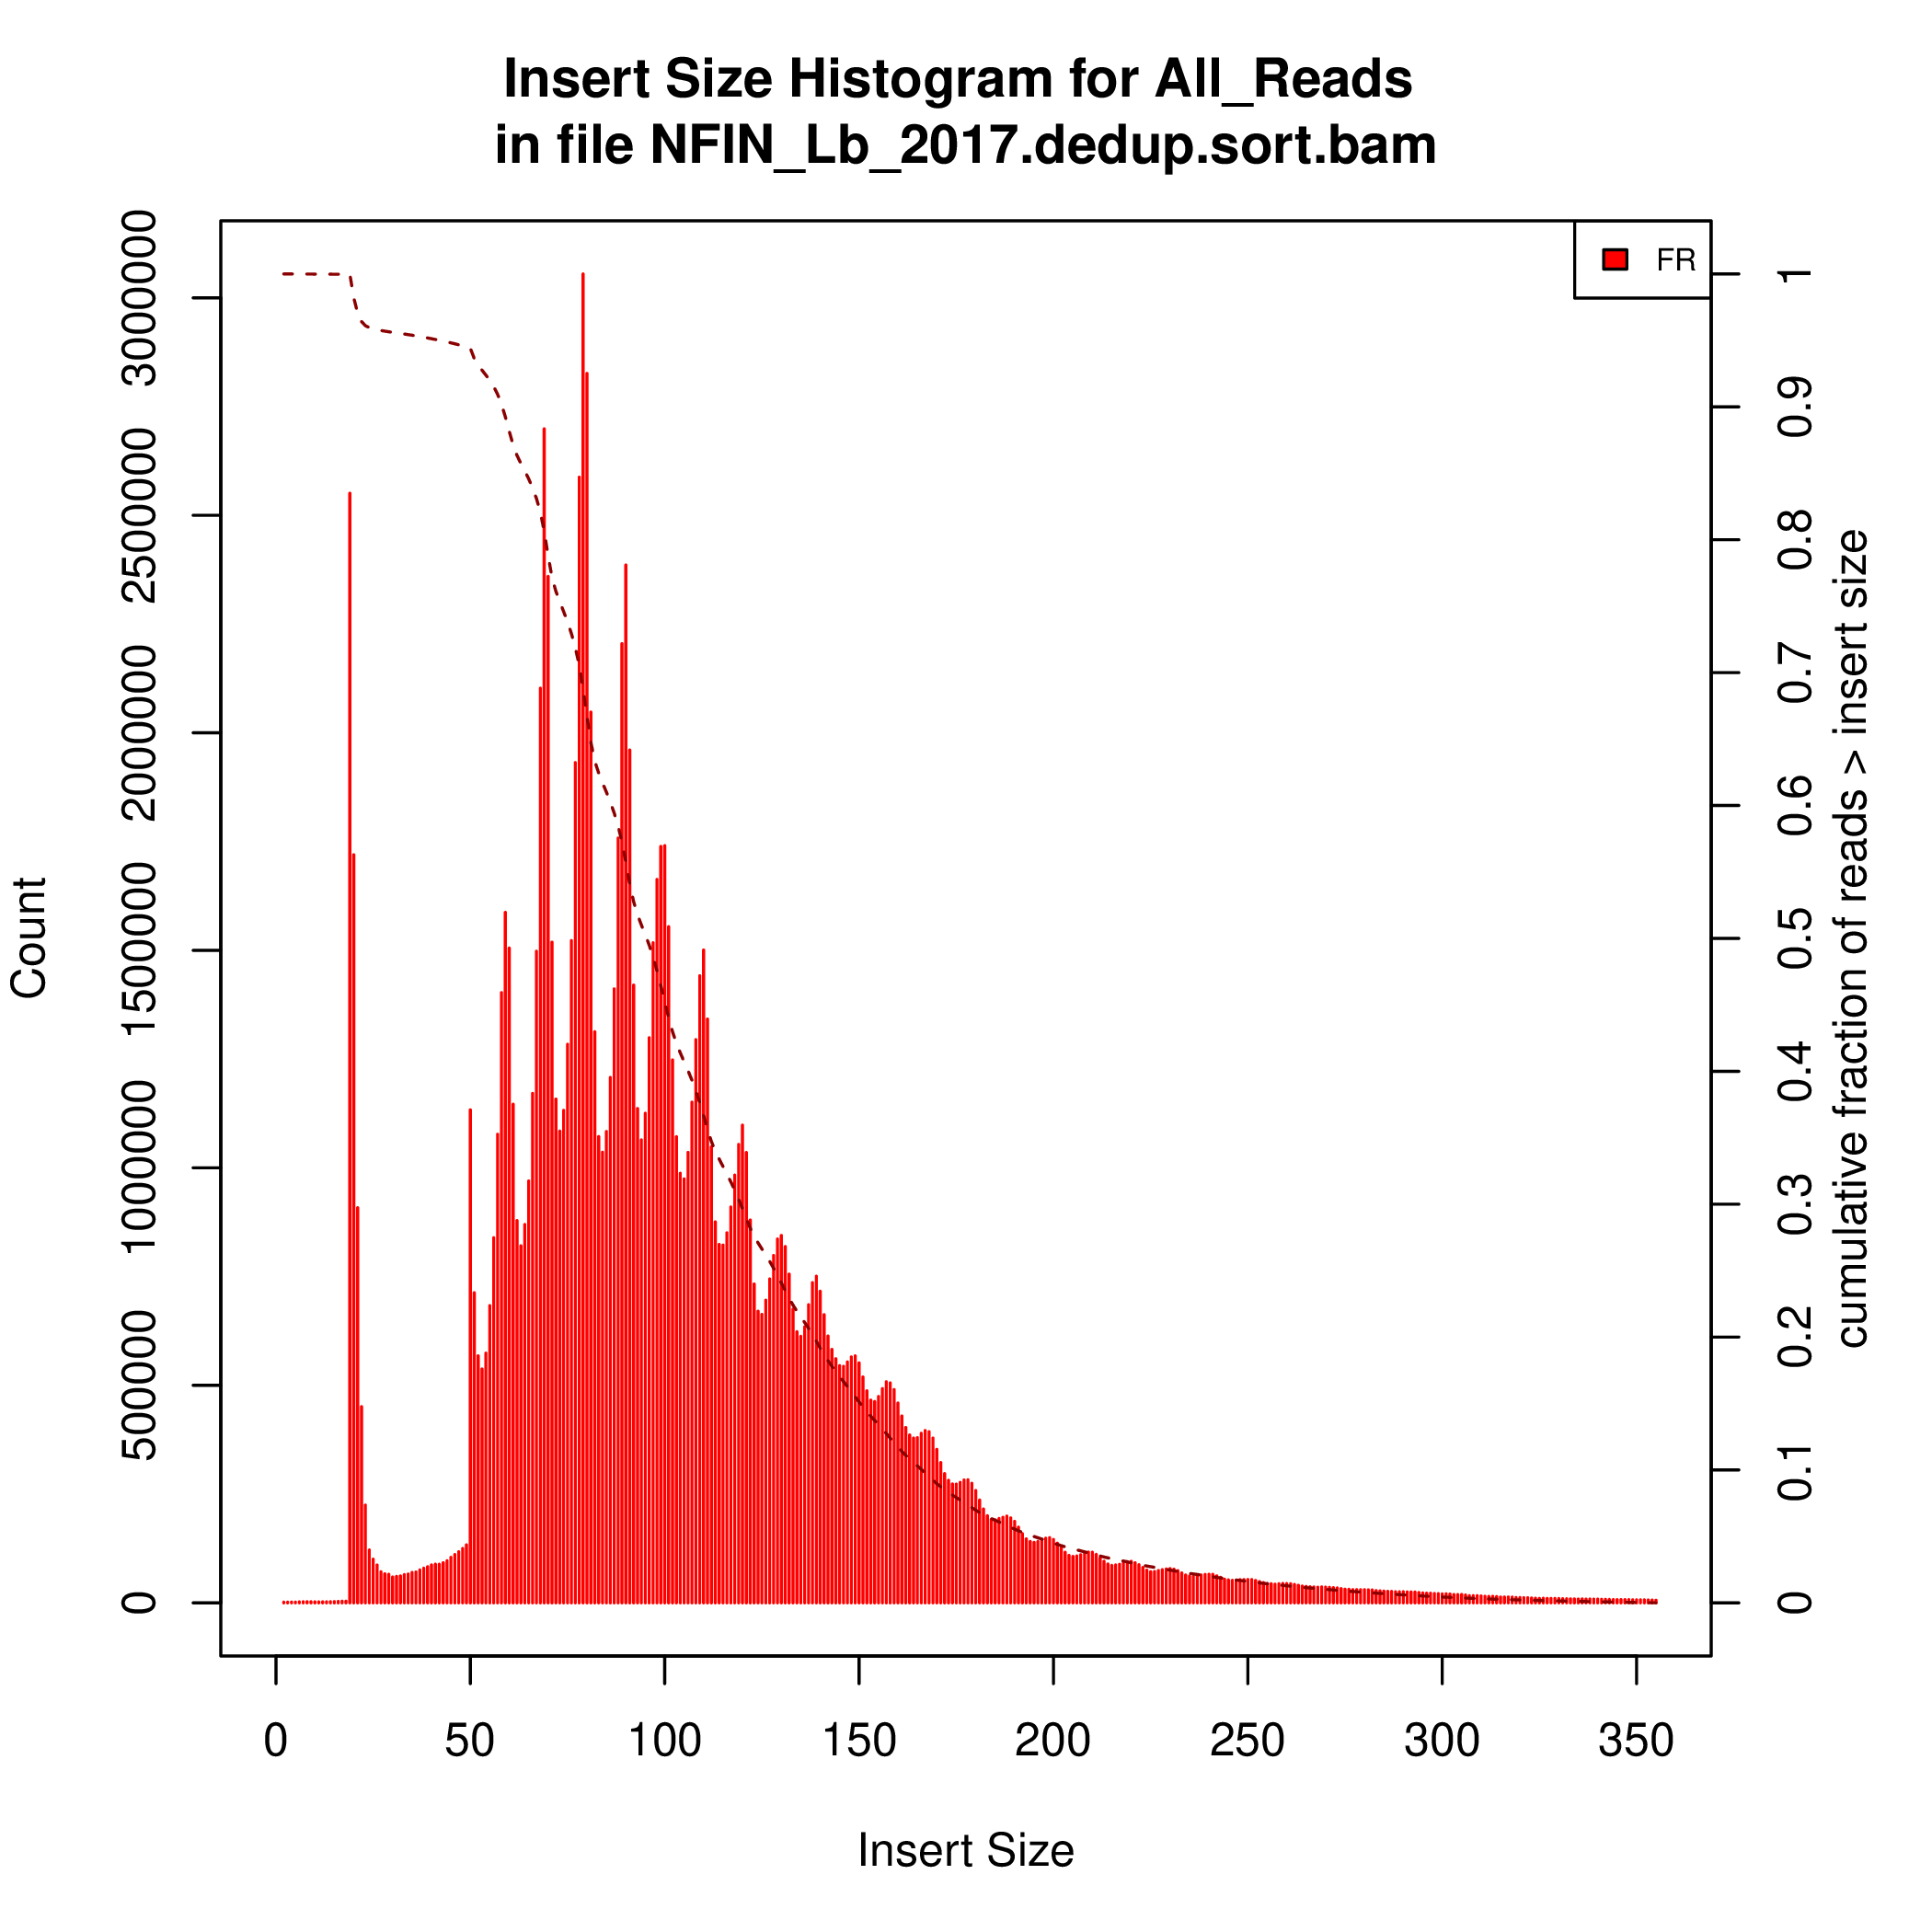 Insert Size Histogram for All_Reads
in file NFIN_Lb_2017.dedup.sort.bam
FR
Count
0
500000
1000000
1500000
2000000
2500000
3000000
cumulative fraction of reads > insert size
0
0.1
0.2
0.3
0.4
0.5
0.6
0.7
0.8
0.9
1
0 50 100 150 200 250 300 350
Insert Size